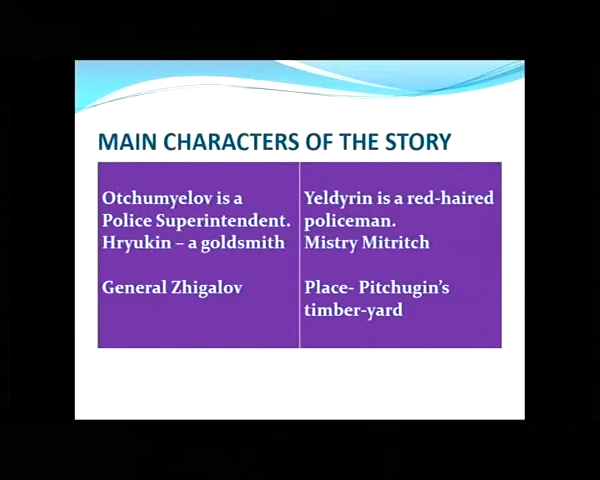 MAIN CHARACTERS OF THE STORY
Otchumyelov is a
Police Superintendent.
Hryukin – a goldsmith
General Zhigalov
Yeldyrin is a red-haired
policeman.
Mistry Mitritch
Place- Pitchugin's
timber-yard